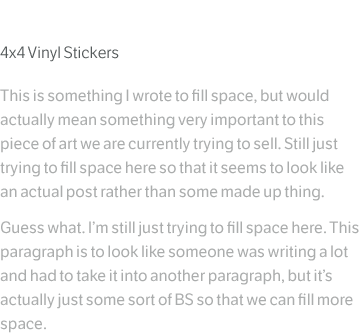 4x4 Vinyl Stickers
This is something I wrote to fill space, but would
actually mean something very important to this
piece of art we are currently trying to sell. Still just
trying to fill space here so that it seems to look like
an actual post rather than some made up thing.
Guess what. I'm still just trying to fill space here. This
paragraph is to look like someone was writing a lot
and had to take it into another paragraph, but it's
actually just some sort of BS so that we can fill more
space.